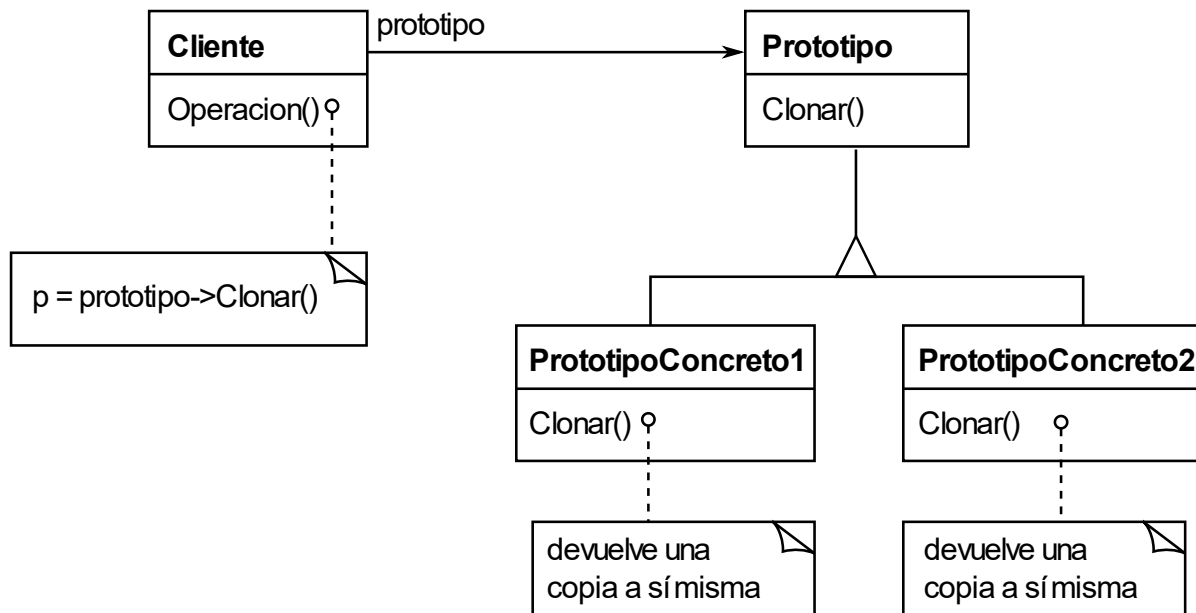 prototipo
Cliente
Operacion()
Prototipo
Clonar()
p = prototipo->Clonar()
PrototipoConcreto1
Clonar()
PrototipoConcreto2
Clonar()
devuelve una
copia a sí misma
devuelve una
copia a sí misma